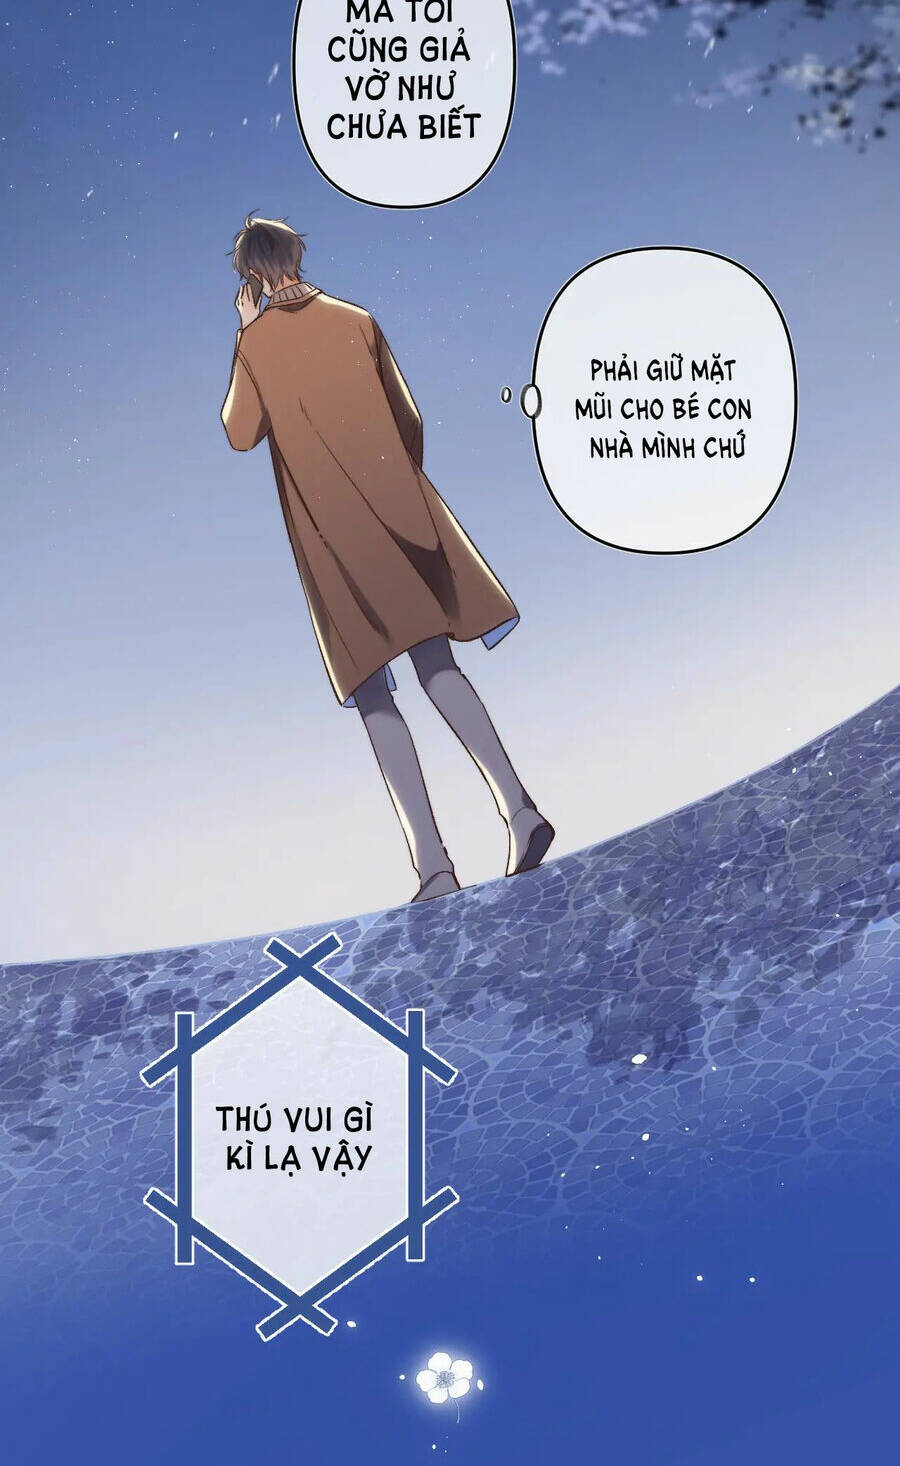 MÀ TÔI
CŨNG GIẢ
VỜ NHƯ
CHƯA BIẾT
PHẢI GIỮ MẶT
MŨI CHO BÉ CON
NHÀ MÌNH CHỨ
THÚ VUI GÌ
KÌ LẠ VẬY